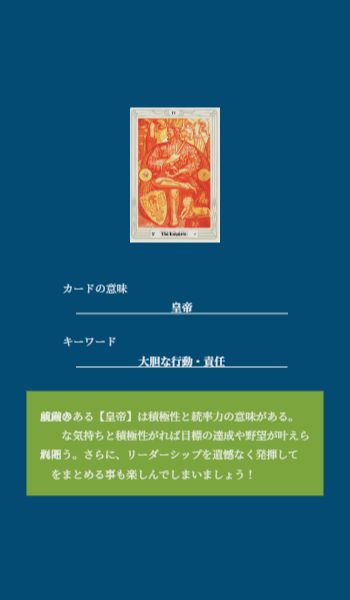 IV
The Emperor
カードの意味
皇帝
キーワード
大胆な行動・責任
ある【皇帝】は積極性と統率力の意味がある。
な気持ちと積極性がれば目標の達成や野望が叶えら
う。さらに、リーダーシップを遺憾なく発揮して
をまとめる事も楽しんでしまいましょう！